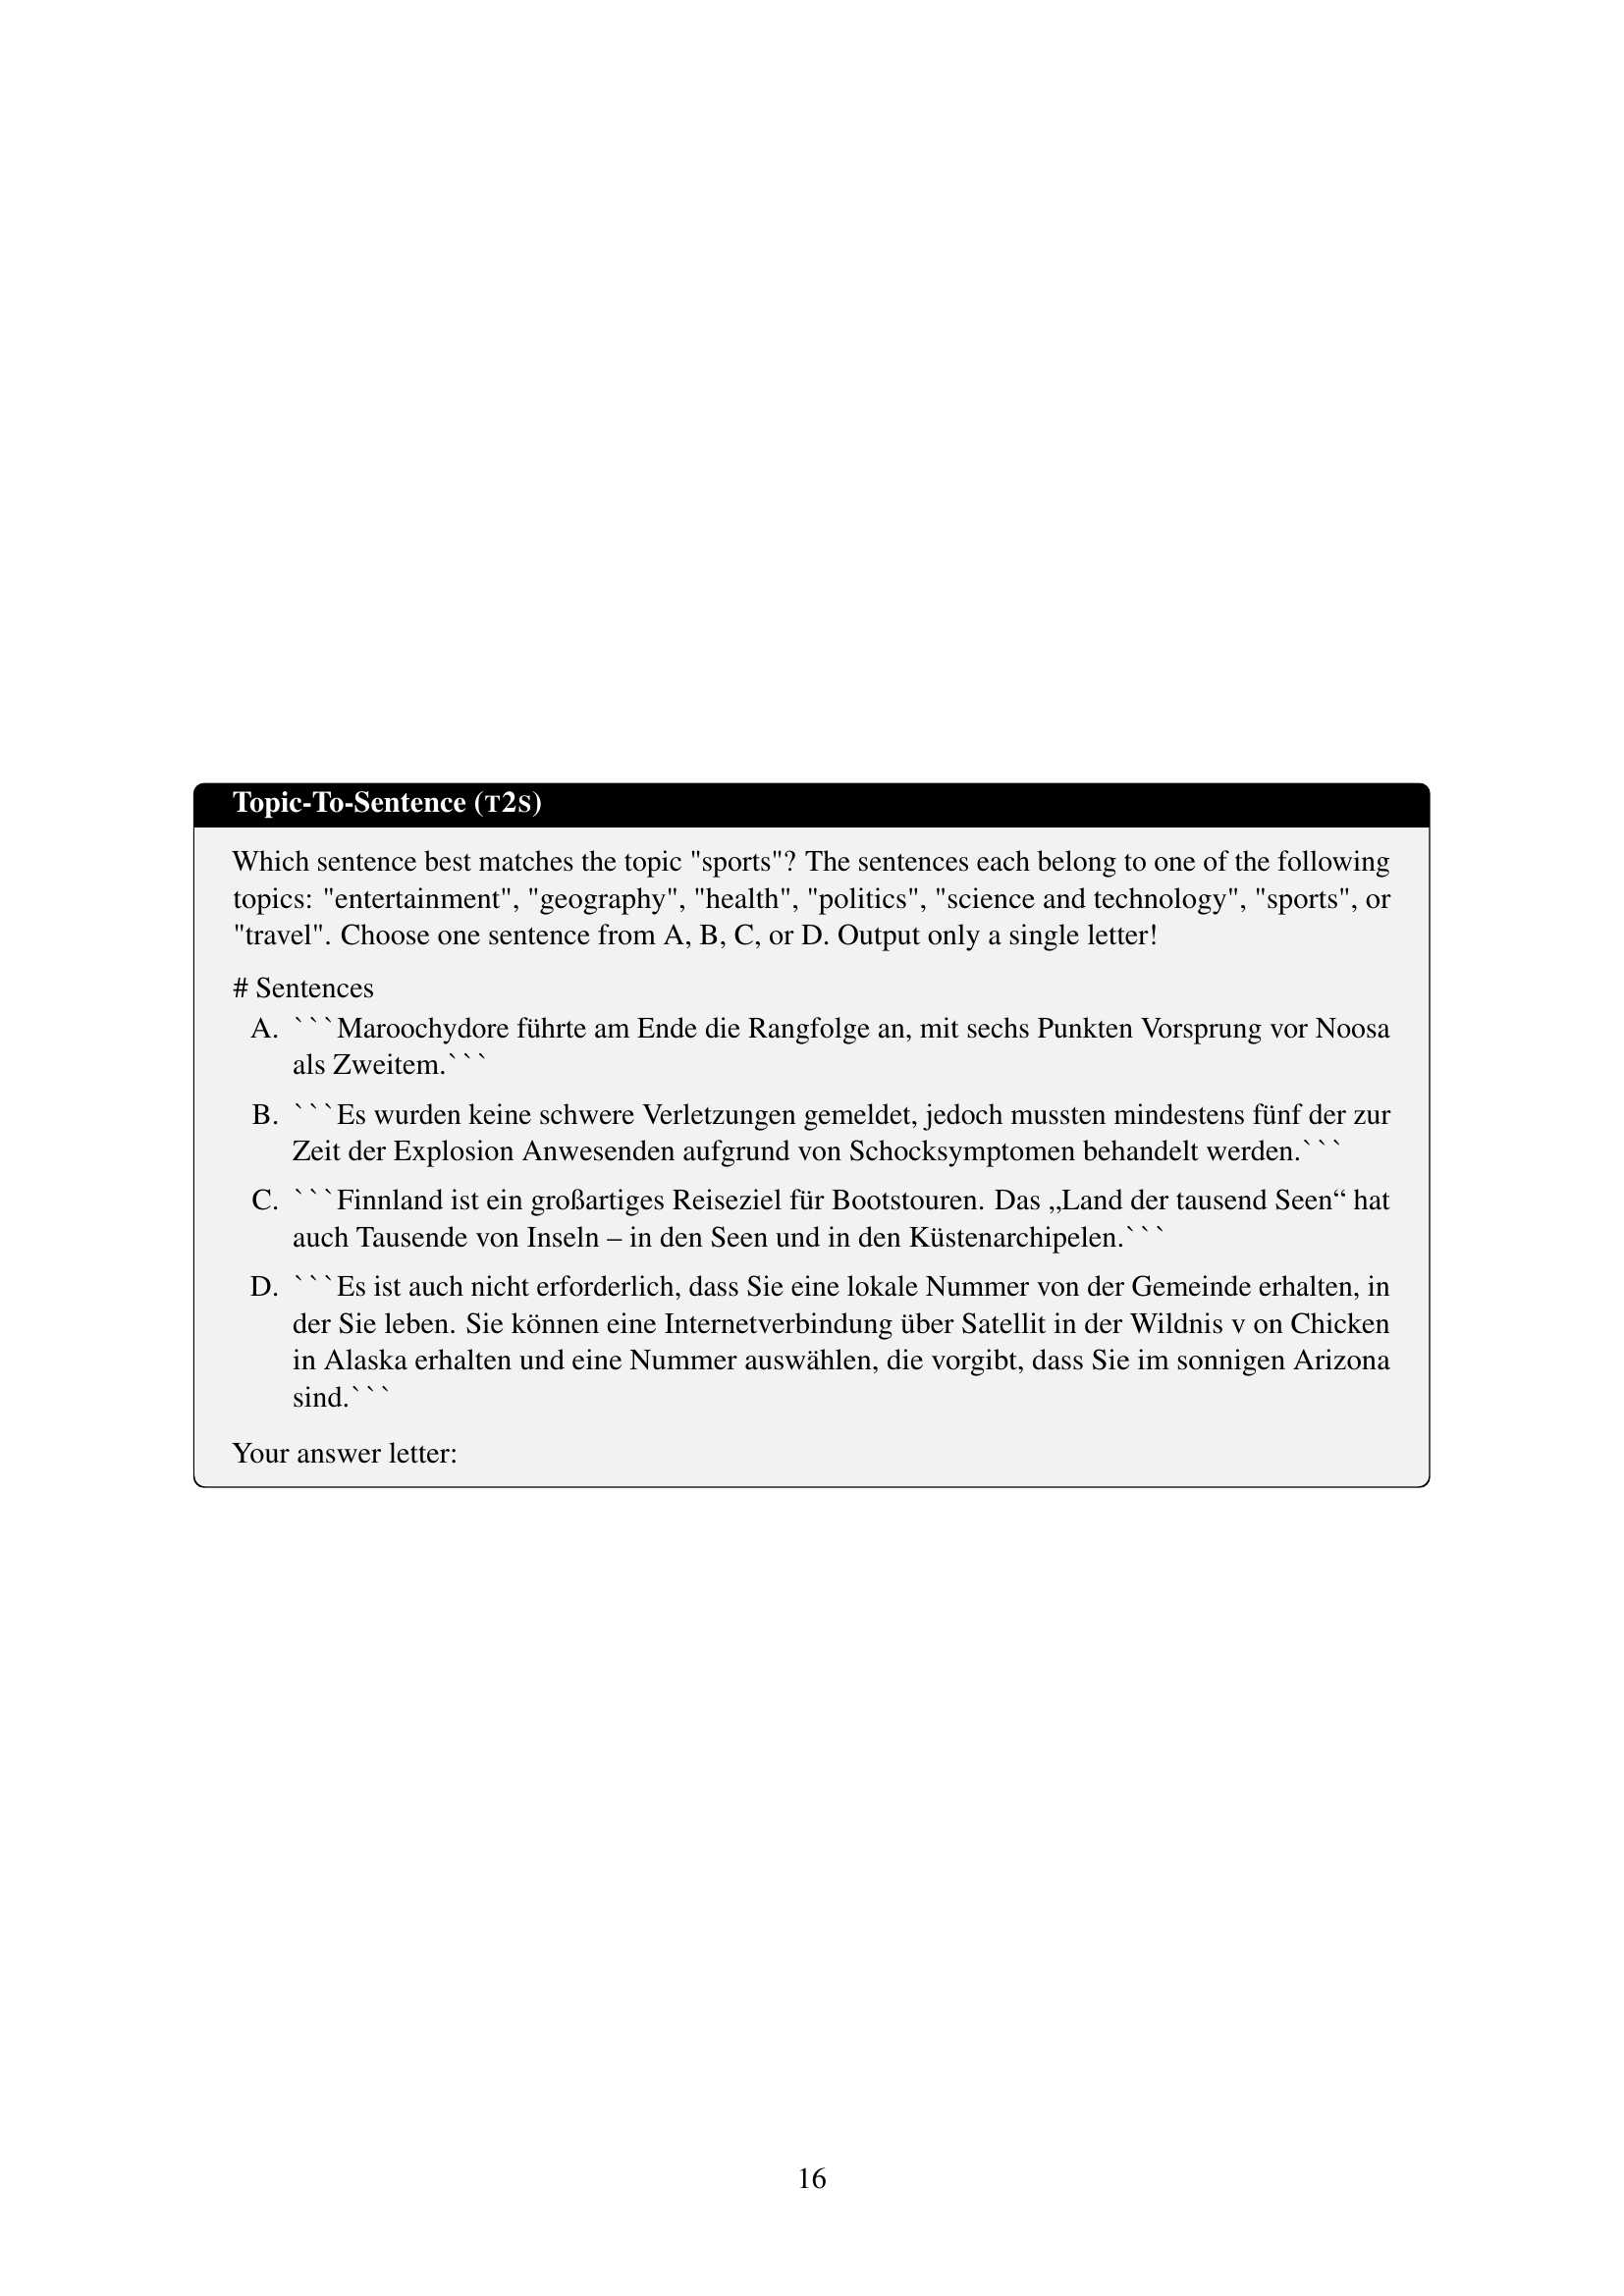 Topic-To-Sentence (T2S)
Which sentence best matches the topic "sports"? The sentences each belong to one of the following
topics: "entertainment", "geography", "health", "politics", "science and technology", "sports", or
"travel". Choose one sentence from A, B, C, or D. Output only a single letter!
# Sentences
A. ```Maroochydore führte am Ende die Rangfolge an, mit sechs Punkten Vorsprung vor Noosa
als Zweitem.```
B. ```Es wurden keine schwere Verletzungen gemeldet, jedoch mussten mindestens fünf der zur
Zeit der Explosion Anwesenden aufgrund von Schocksymptomen behandelt werden.```
C. ```Finnland ist ein großartiges Reiseziel für Bootstouren. Das „Land der tausend Seen“ hat
auch Tausende von Inseln – in den Seen und in den Küstenarchipelen.```
D. ```Es ist auch nicht erforderlich, dass Sie eine lokale Nummer von der Gemeinde erhalten, in
der Sie leben. Sie können eine Internetverbindung über Satellit in der Wildnis v on Chicken
in Alaska erhalten und eine Nummer auswählen, die vorgibt, dass Sie im sonnigen Arizona
sind.```
Your answer letter:
16